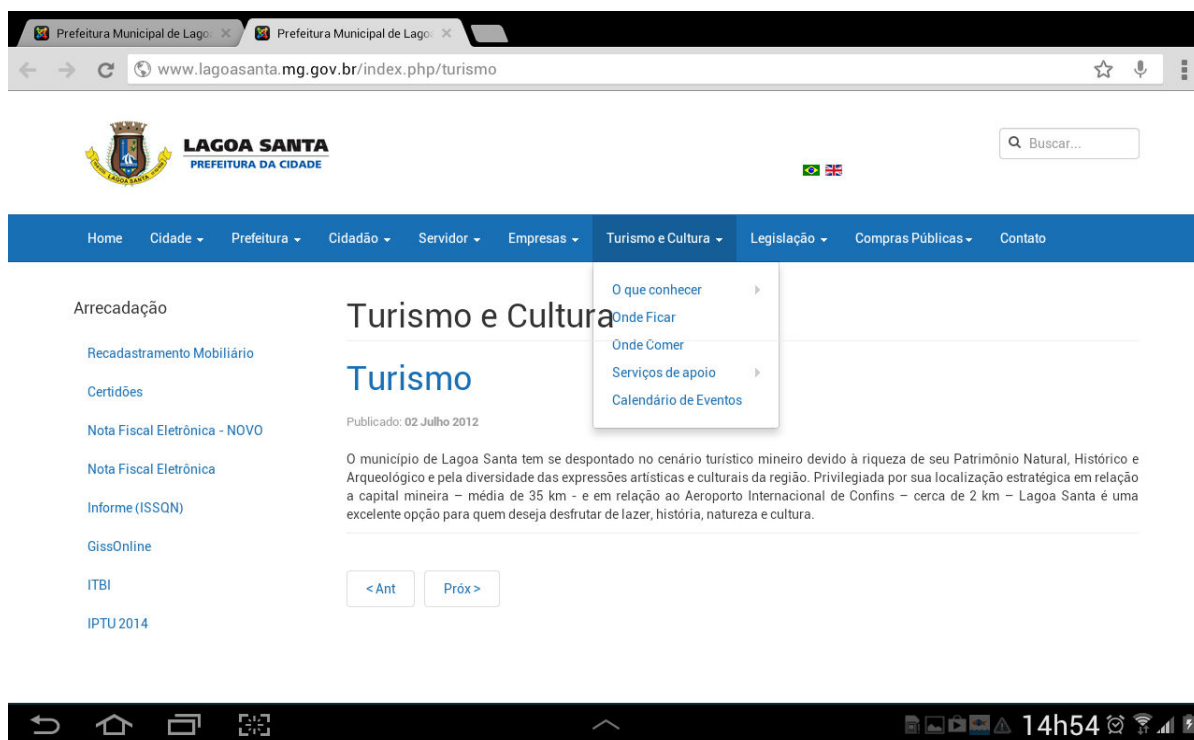 Prefeitura Municipal de Lago
Prefeitura Municipal de Lago
www.lagoasanta.mg.gov.br/index.php/turismo
LAGOA SANTA
LAGOA SANTA
PREFEITURA DA CIDADE
Buscar...
Home Cidade Prefeitura Cidadão Servidor Empresas Turismo e Cultura Legislação Compras Públicas Contato
O que conhecer
Onde Ficar
Onde Comer
Serviços de apoio
Calendário de Eventos
Arrecadação
Recadastramento Mobiliário
Certidões
Nota Fiscal Eletrônica - NOVO
Nota Fiscal Eletrônica
Informe (ISSQN)
GissOnline
ITBI
IPTU 2014
Turismo e Cultura
Turismo
Publicado: 02 Julho 2012
O município de Lagoa Santa tem se despontado no cenário turístico mineiro devido à riqueza de seu Patrimônio Natural, Histórico e
Arqueológico e pela diversidade das expressões artísticas e culturais da região. Privilegiada por sua localização estratégica em relação
a capital mineira – média de 35 km - e em relação ao Aeroporto Internacional de Confins – cerca de 2 km – Lagoa Santa é uma
excelente opção para quem deseja desfrutar de lazer, história, natureza e cultura.
< Ant Próx >
14h54